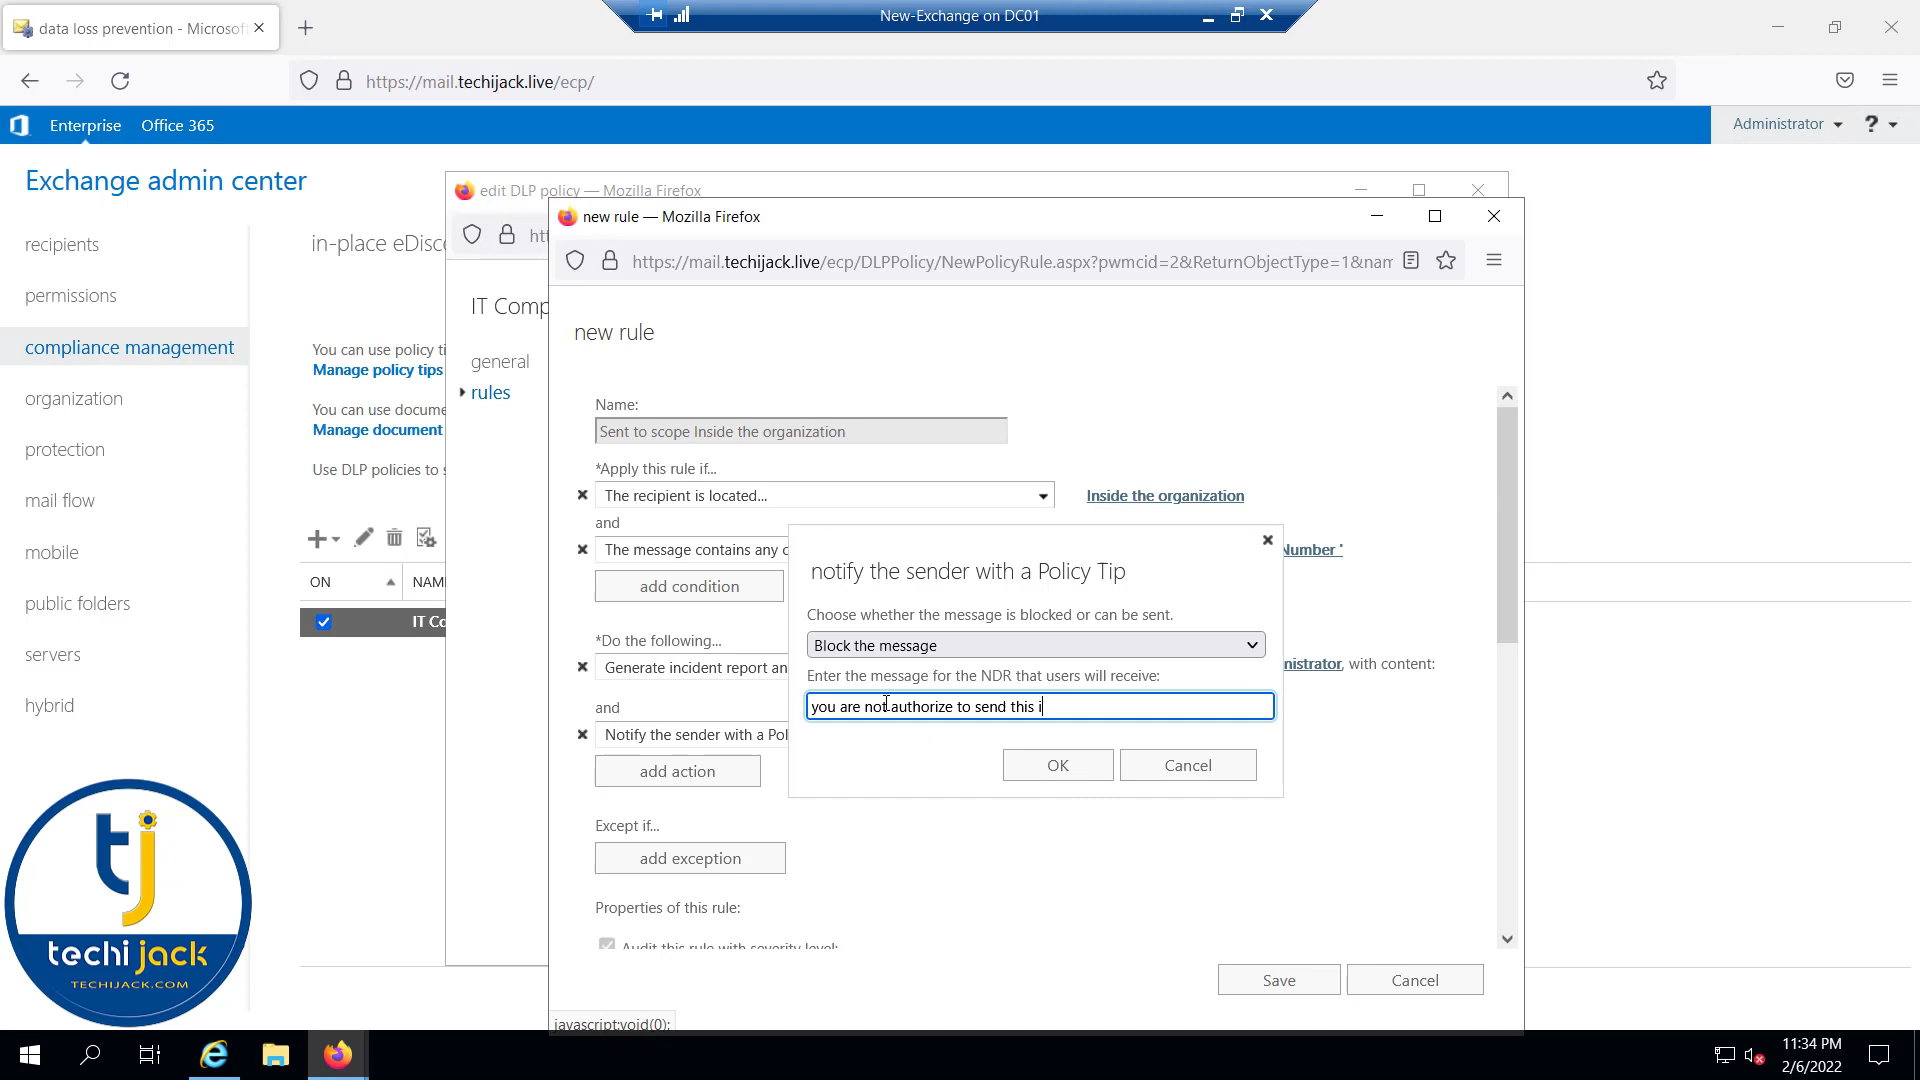 New-Exchange on DC01
data loss prevention - Microsoft
https://mail.techijack.live/ecp/
Enterprise Office 365
Administrator ?
Exchange admin center
recipients
permissions
compliance management
organization
protection
mail flow
mobile
public folders
servers
hybrid
in-place eDisco
You can use policy ti
Manage policy tips
You can use docume
Manage document
Use DLP policies to s
ON NAM
IT Co
edit DLP policy — Mozilla Firefox
htt
IT Comp
general
rules
new rule — Mozilla Firefox
https://mail.techijack.live/ecp/DLPPolicy/NewPolicyRule.aspx?pwmcid=2&ReturnObjectType=1&nam
new rule
Name:
Sent to scope Inside the organization
*Apply this rule if...
The recipient is located... Inside the organization
and
The message contains any o Number '
add condition
*Do the following...
Generate incident report an nistrator, with content:
and
Notify the sender with a Pol
add action
Except if...
add exception
Properties of this rule:
Audit this rule with severity level:
Save Cancel
javascript:void(0);
notify the sender with a Policy Tip
Choose whether the message is blocked or can be sent.
Block the message
Enter the message for the NDR that users will receive:
you are not authorize to send this i
OK Cancel
tj
techijack
TECHIJACK.COM
11:34 PM
2/6/2022